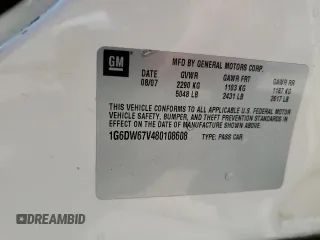 GM
MFD BY GENERAL MOTORS CORP.
DATE GVWR GAWR FRT GAWR RR
08/07 2290 KG 1103 KG 1187 KG
5048 LB 2431 LB 2617 LB
THIS VEHICLE CONFORMS TO ALL APPLICABLE U.S. FEDERAL MOTOR
VEHICLE SAFETY, BUMPER, AND THEFT PREVENTION STANDARDS
IN EFFECT ON THE DATE OF MANUFACTURE SHOWN ABOVE.
1G6DW67V480108608 TYPE: PASS CAR
DREAMBID